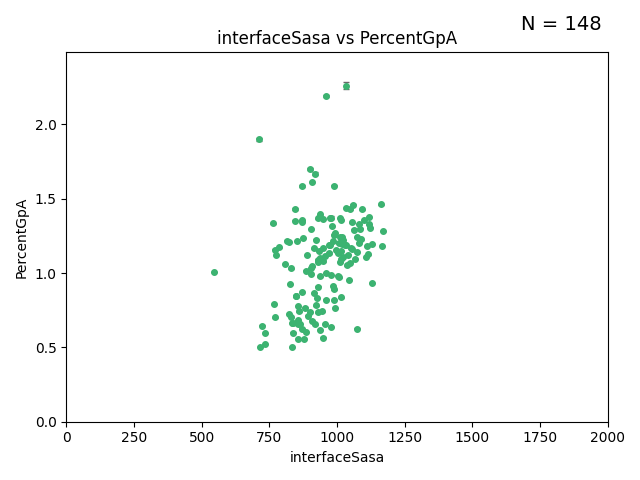 N = 148
interfaceSasa vs PercentGpA
PercentGpA
2.0
1.5
1.0
0.5
0.0
0 250 500 750 1000 1250 1500 1750 2000
interfaceSasa